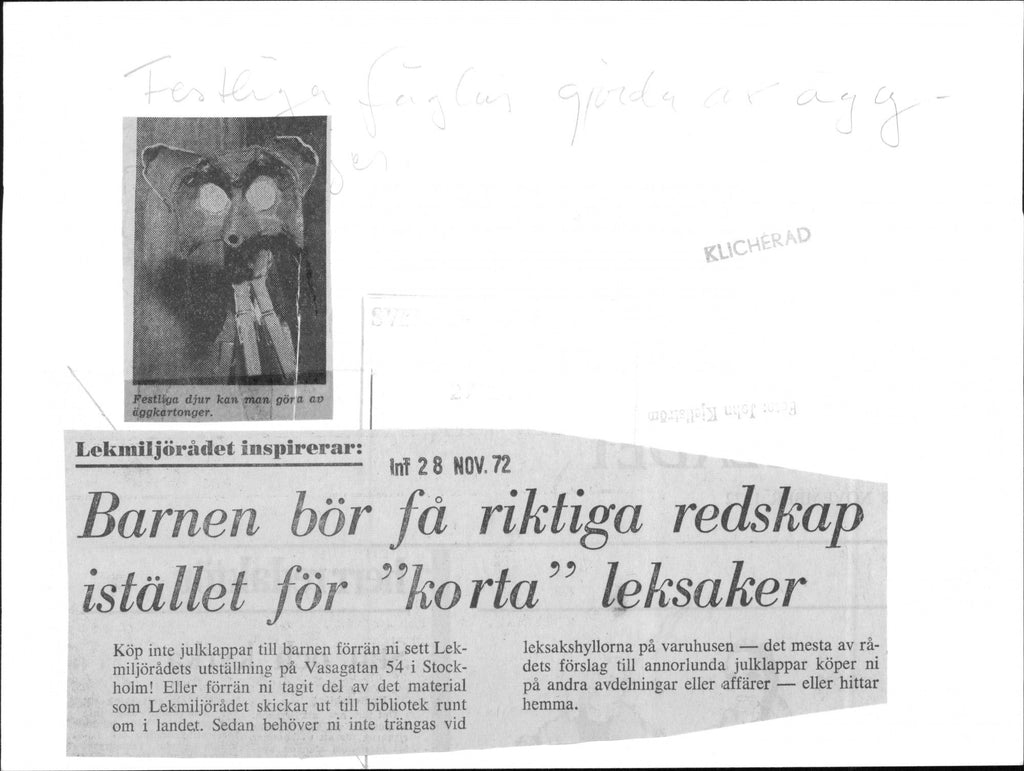 Festliga fåglar gjorda av ägg-
KLICHERAD
Festliga djur kan man göra av
äggkartonger.
Peter John Kjellström
Lekmiljörådet inspirerar:
Inf 28 NOV. 72
Barnen bör få riktiga redskap
istället för ”korta” leksaker
Köp inte julklappar till barnen förrän ni sett Lek-
miljörådets utställning på Vasagatan 54 i Stock-
holm! Eller förrän ni tagit del av det material
som Lekmiljörådet skickar ut till bibliotek runt
om i landet. Sedan behöver ni inte trängas vid
leksakshyllorna på varuhusen — det mesta av rå-
dets förslag till annorlunda julklappar köper ni
på andra avdelningar eller affärer — eller hittar
hemma.